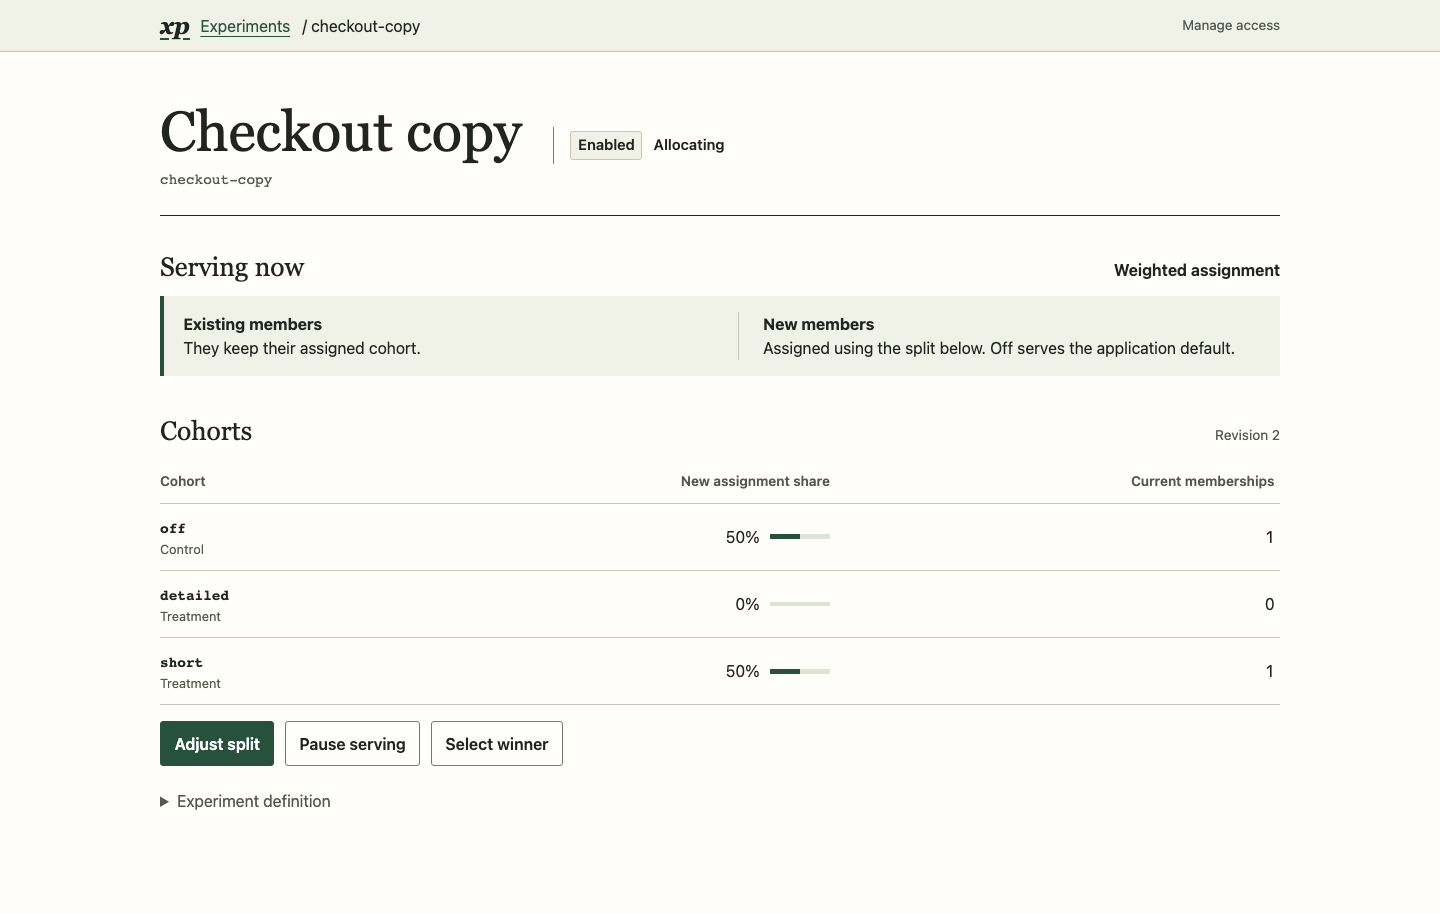 xp Experiments / checkout-copy Manage access
Checkout copy Enabled Allocating
checkout-copy
Serving now Weighted assignment
Existing members
They keep their assigned cohort.
New members
Assigned using the split below. Off serves the application default.
Cohorts Revision 2
Cohort New assignment share Current memberships
off
Control
50% 1
detailed
Treatment
0% 0
short
Treatment
50% 1
Adjust split Pause serving Select winner
Experiment definition